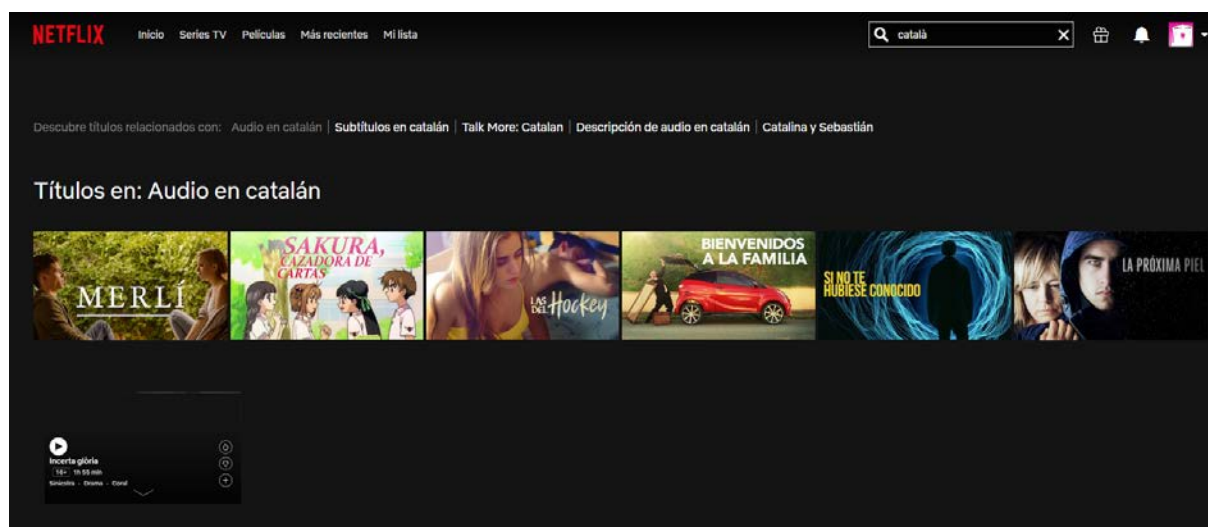 NETFLIX Inicio Series TV Películas Más recientes Mi lista català
Descubre títulos relacionados con: Audio en catalán | Subtítulos en catalán | Talk More: Catalan | Descripción de audio en catalán | Catalina y Sebastián
Títulos en: Audio en catalán
MERLÍ
SAKURA,
CAZADORA DE
CARTAS
LAS DEL Hockey
BIENVENIDOS
A LA FAMILIA
SI NO TE
HUBIESE CONOCIDO
LA PRÓXIMA PIEL
Incerta glòria
16+ 1h 55 min
Siniestra - Drama - Coral